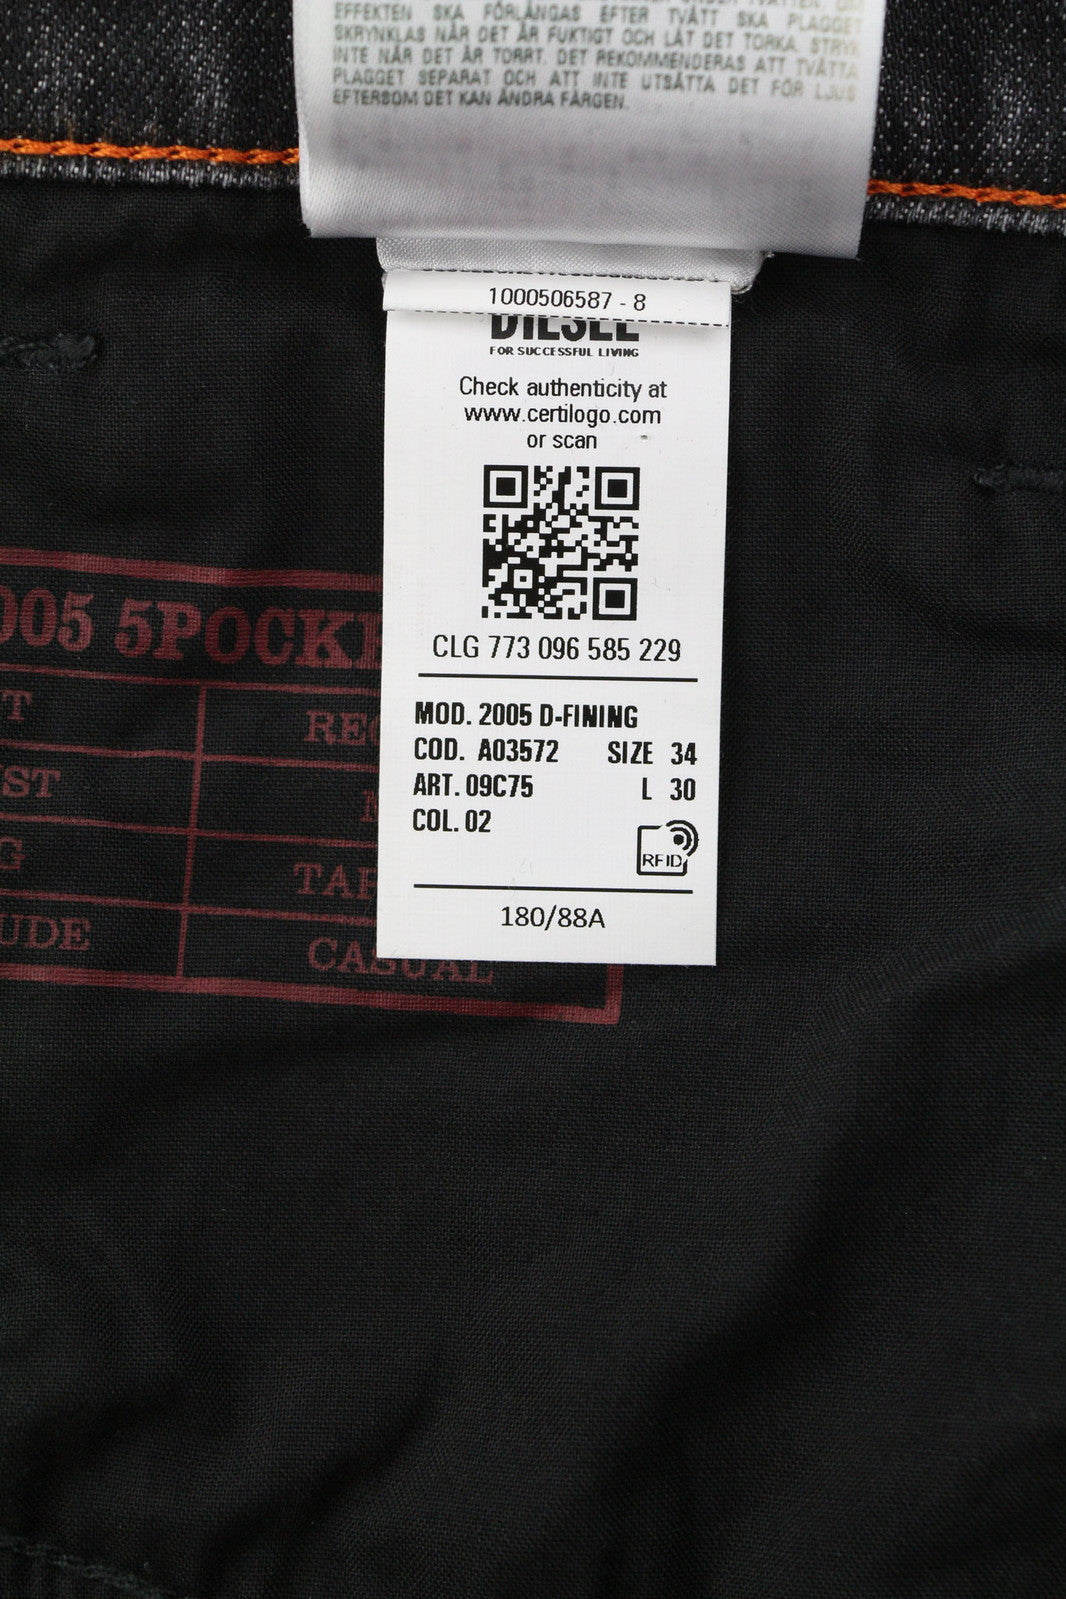 EFFEKTEN SKA FÖRLÄNGAS EFTER TVÄTT SKA PLAGGET
SKRYNKLAS NÄR DET ÄR FUKTIGT OCH LÅT DET TORKA. STRYK
INTE NÄR DET ÄR TORRT. DET REKOMMENDERAS ATT TVÄTTA
PLAGGET SEPARAT OCH ATT INTE UTSÄTTA DET FÖR LJUS
EFTERSOM DET KAN ÄNDRA FÄRGEN.
1000506587 - 8
DIESEL
FOR SUCCESSFUL LIVING
Check authenticity at
www.certilogo.com
or scan
CLG 773 096 585 229
MOD. 2005 D-FINING
COD. A03572 SIZE 34
ART. 09C75 L 30
COL. 02
RFID
180/88A
005 5POCK
T REG
ST M
G TAP
UDE CASUAL